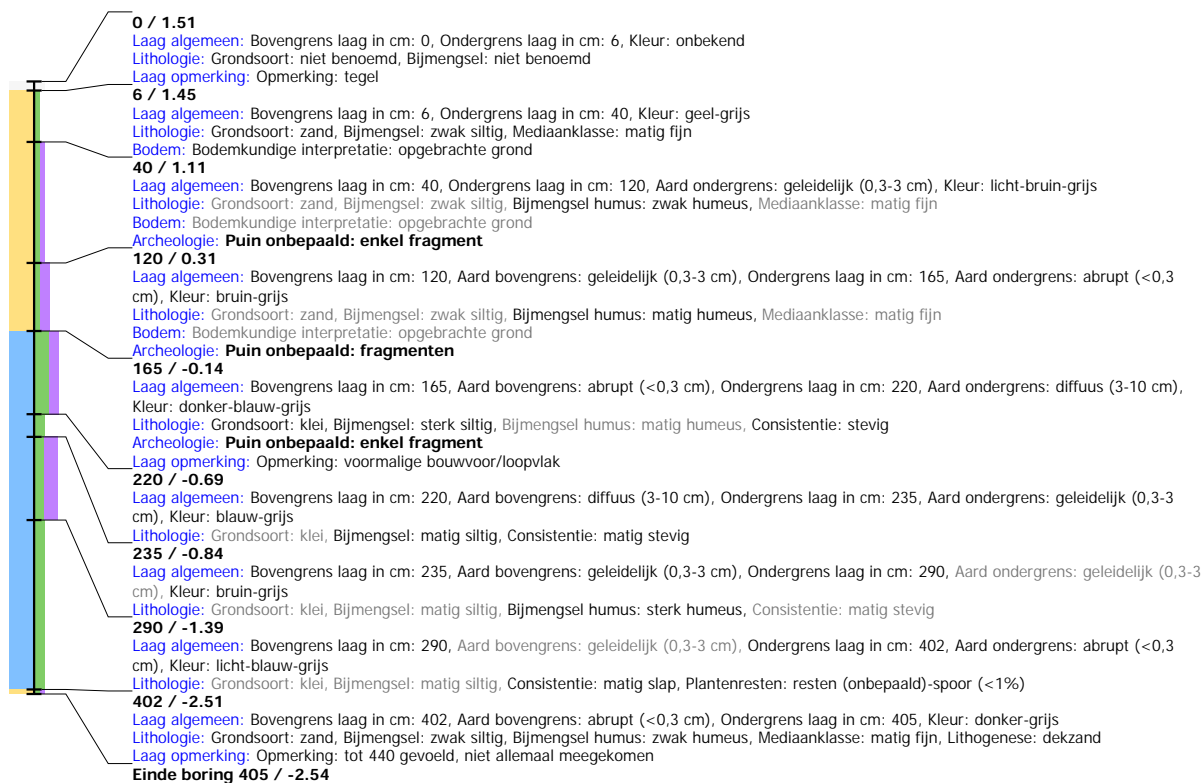 0 / 1.51
Laag algemeen: Bovengrens laag in cm: 0, Ondergrens laag in cm: 6, Kleur: onbekend
Lithologie: Grondsoort: niet benoemd, Bijmengsel: niet benoemd
Laag opmerking: Opmerking: tegel
6 / 1.45
Laag algemeen: Bovengrens laag in cm: 6, Ondergrens laag in cm: 40, Kleur: geel-grijs
Lithologie: Grondsoort: zand, Bijmengsel: zwak siltig, Mediaanklasse: matig fijn
Bodem: Bodemkundige interpretatie: opgebrachte grond
40 / 1.11
Laag algemeen: Bovengrens laag in cm: 40, Ondergrens laag in cm: 120, Aard ondergrens: geleidelijk (0,3-3 cm), Kleur: licht-bruin-grijs
Lithologie: Grondsoort: zand, Bijmengsel: zwak siltig, Bijmengsel humus: zwak humeus, Mediaanklasse: matig fijn
Bodem: Bodemkundige interpretatie: opgebrachte grond
Archeologie: Puin onbepaald: enkel fragment
120 / 0.31
Laag algemeen: Bovengrens laag in cm: 120, Aard bovengrens: geleidelijk (0,3-3 cm), Ondergrens laag in cm: 165, Aard ondergrens: abrupt (<0,3
cm), Kleur: bruin-grijs
Lithologie: Grondsoort: zand, Bijmengsel: zwak siltig, Bijmengsel humus: matig humeus, Mediaanklasse: matig fijn
Bodem: Bodemkundige interpretatie: opgebrachte grond
Archeologie: Puin onbepaald: fragmenten
165 / -0.14
Laag algemeen: Bovengrens laag in cm: 165, Aard bovengrens: abrupt (<0,3 cm), Ondergrens laag in cm: 220, Aard ondergrens: diffuus (3-10 cm),
Kleur: donker-blauw-grijs
Lithologie: Grondsoort: klei, Bijmengsel: sterk siltig, Bijmengsel humus: matig humeus, Consistentie: stevig
Archeologie: Puin onbepaald: enkel fragment
Laag opmerking: Opmerking: voormalige bouwvoor/loopvlak
220 / -0.69
Laag algemeen: Bovengrens laag in cm: 220, Aard bovengrens: diffuus (3-10 cm), Ondergrens laag in cm: 235, Aard ondergrens: geleidelijk (0,3-3
cm), Kleur: blauw-grijs
Lithologie: Grondsoort: klei, Bijmengsel: matig siltig, Consistentie: matig stevig
235 / -0.84
Laag algemeen: Bovengrens laag in cm: 235, Aard bovengrens: geleidelijk (0,3-3 cm), Ondergrens laag in cm: 290, Aard ondergrens: geleidelijk (0,3-3
cm), Kleur: bruin-grijs
Lithologie: Grondsoort: klei, Bijmengsel: matig siltig, Bijmengsel humus: sterk humeus, Consistentie: matig stevig
290 / -1.39
Laag algemeen: Bovengrens laag in cm: 290, Aard bovengrens: geleidelijk (0,3-3 cm), Ondergrens laag in cm: 402, Aard ondergrens: abrupt (<0,3
cm), Kleur: licht-blauw-grijs
Lithologie: Grondsoort: klei, Bijmengsel: matig siltig, Consistentie: matig slap, Plantenresten: resten (onbepaald)-spoor (<1%)
402 / -2.51
Laag algemeen: Bovengrens laag in cm: 402, Aard bovengrens: abrupt (<0,3 cm), Ondergrens laag in cm: 405, Kleur: donker-grijs
Lithologie: Grondsoort: zand, Bijmengsel: zwak siltig, Bijmengsel humus: zwak humeus, Mediaanklasse: matig fijn, Lithogenese: dekzand
Laag opmerking: Opmerking: tot 440 gevoeld, niet allemaal meegekomen
Einde boring 405 / -2.54